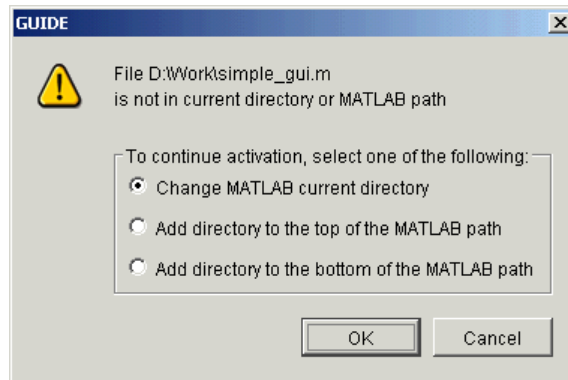 GUIDE
File D:\Work\simple_gui.m
is not in current directory or MATLAB path
To continue activation, select one of the following:
Change MATLAB current directory
Add directory to the top of the MATLAB path
Add directory to the bottom of the MATLAB path
OK Cancel